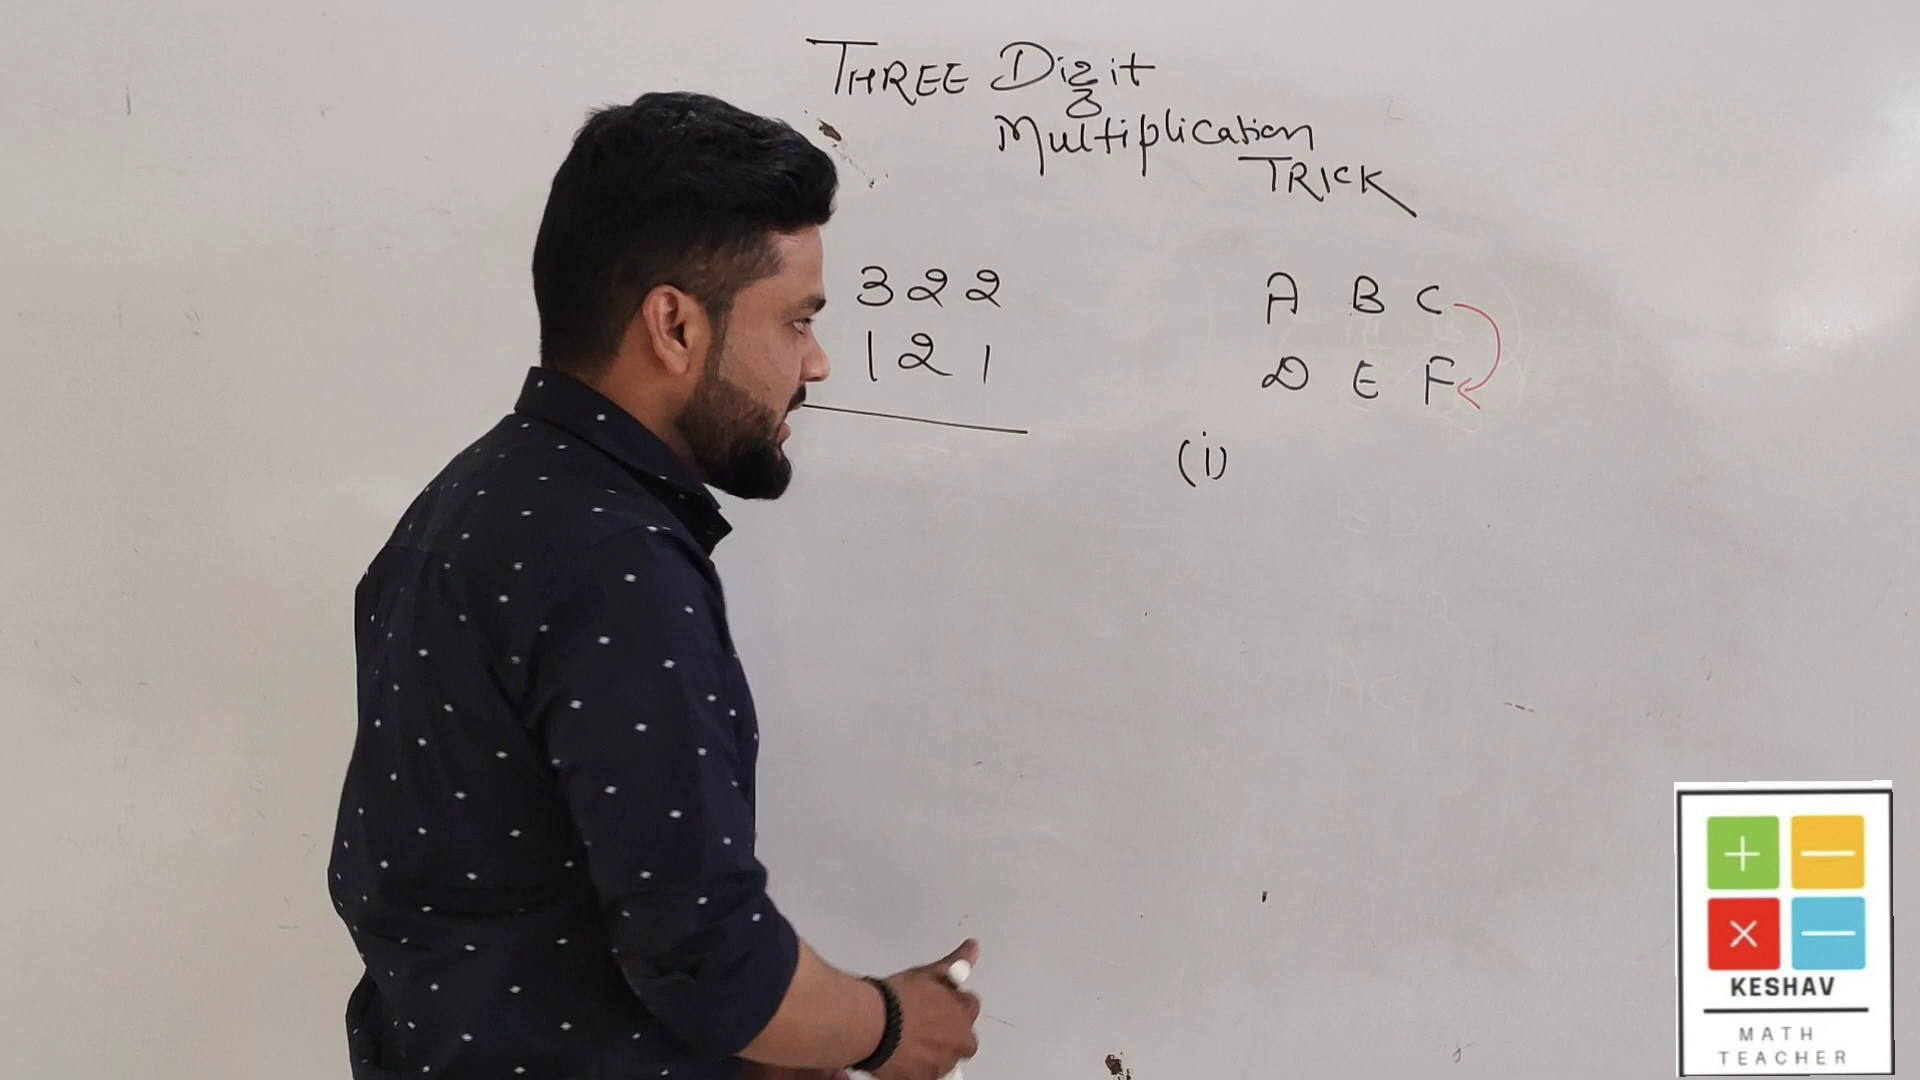 THREE Digit
Multiplication
TRICK
322
121
A B C
D E F
(i)
+ —
× —
KESHAV
MATH
TEACHER